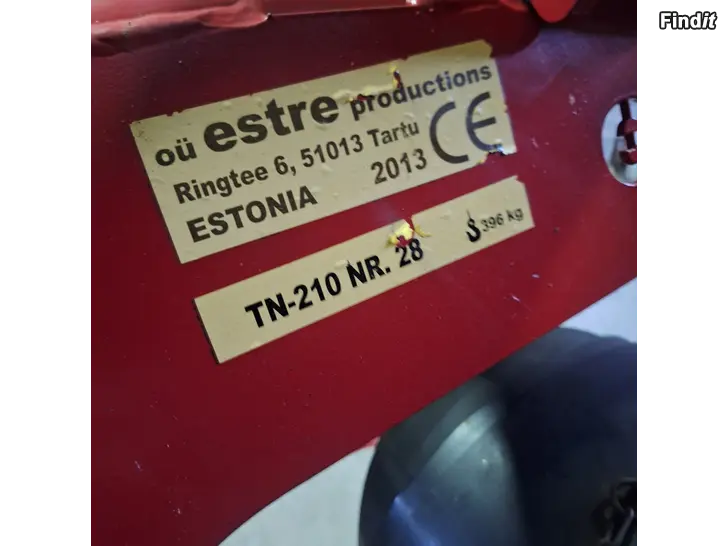 Findit
oü estre productions
Ringtee 6, 51013 Tartu
ESTONIA 2013 CE
TN-210 NR. 28 396 kg